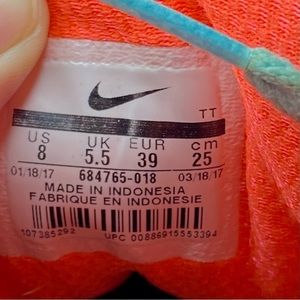 TT
US UK EUR cm
8 5.5 39 25
01/18/17 684765-018 03/18/17
MADE IN INDONESIA
FABRIQUE EN INDONESIE
107385292 UPC 00886915553394